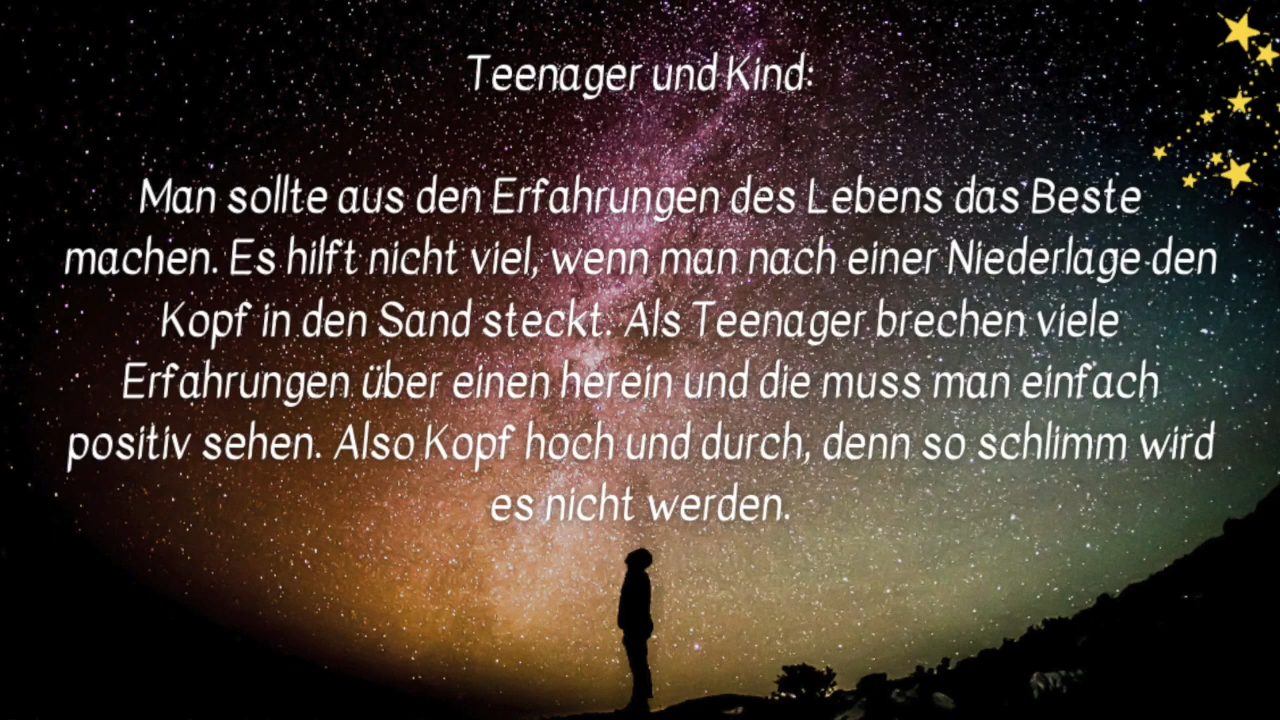 Teenager und Kind:
Man sollte aus den Erfahrungen des Lebens das Beste
machen. Es hilft nicht viel, wenn man nach einer Niederlage den
Kopf in den Sand steckt. Als Teenager brechen viele
Erfahrungen über einen herein und die muss man einfach
positiv sehen. Also Kopf hoch und durch, denn so schlimm wird
es nicht werden.